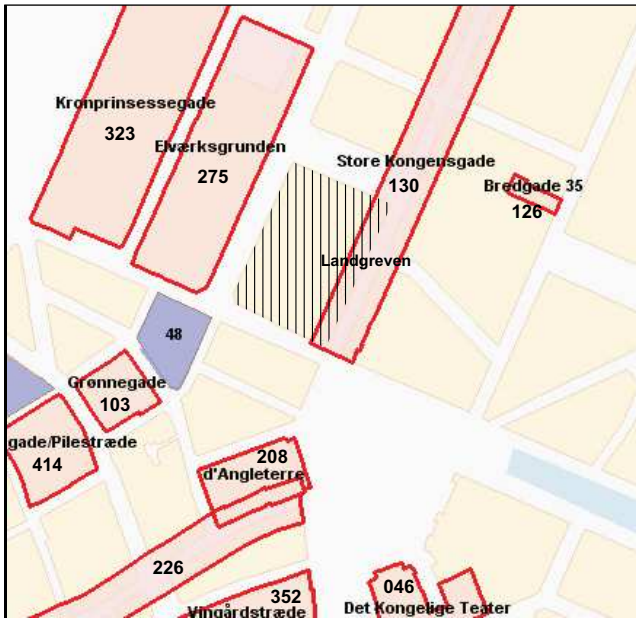 Kronprinsessegade
323
Elværksgrunden
275
Store Kongensgade
130
Bredgade 35
126
Landgreven
48
Grønnegade
103
gade/Pilestræde
414
208
d'Angleterre
226
352
Vingårdstræde
046
Det Kongelige Teater